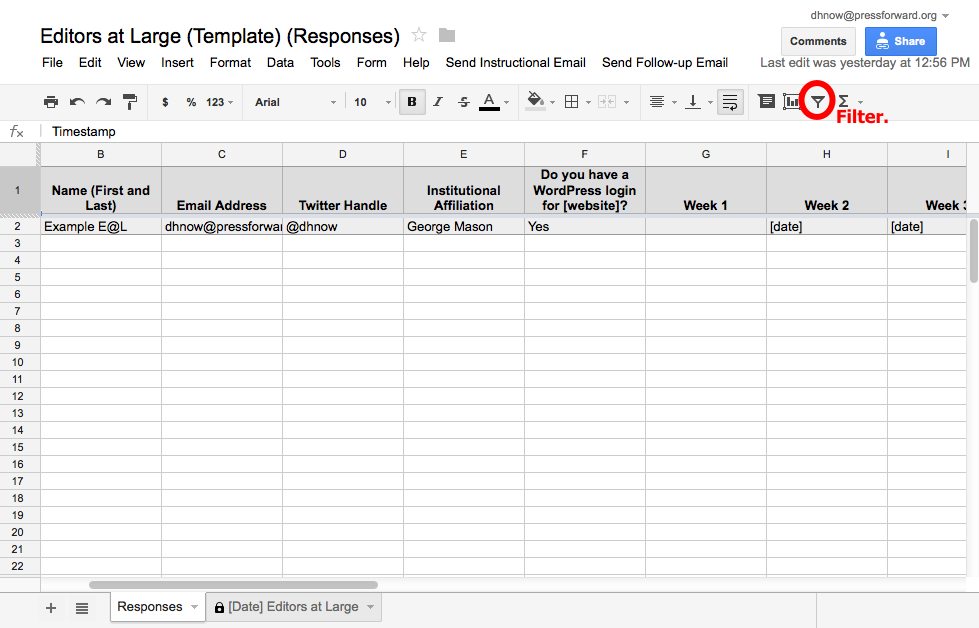 dhnow@pressforward.org
Editors at Large (Template) (Responses)
Comments
Share
File Edit View Insert Format Data Tools Form Help Send Instructional Email Send Follow-up Email
Last edit was yesterday at 12:56 PM
$ % 123 Arial 10 B I S A Σ
Filter.
fx Timestamp
B C D E F G H I
1
Name (First and
Last)
Email Address
Twitter Handle
Institutional
Affiliation
Do you have a
WordPress login
for [website]?
Week 1
Week 2
Week 3
2 Example E@L dhnow@pressforwar @dhnow George Mason Yes [date] [date]
3
4
5
6
7
8
9
10
11
12
13
14
15
16
17
18
19
20
21
22
+ Responses [Date] Editors at Large